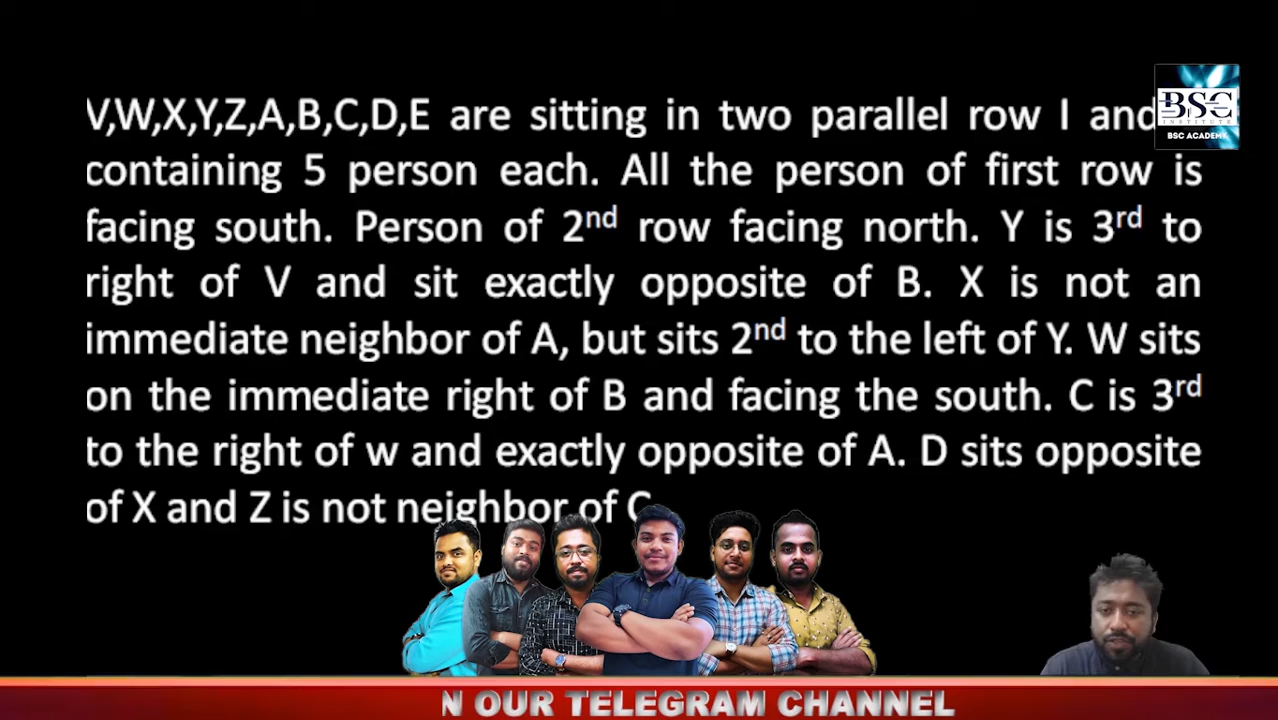 V,W,X,Y,Z,A,B,C,D,E are sitting in two parallel row I and
BSC
INSTITUTE
BSC ACADEMY
containing 5 person each. All the person of first row is
facing south. Person of 2nd row facing north. Y is 3rd to
right of V and sit exactly opposite of B. X is not an
immediate neighbor of A, but sits 2nd to the left of Y. W sits
on the immediate right of B and facing the south. C is 3rd
to the right of w and exactly opposite of A. D sits opposite
of X and Z is not neighbor of C
N OUR TELEGRAM CHANNEL